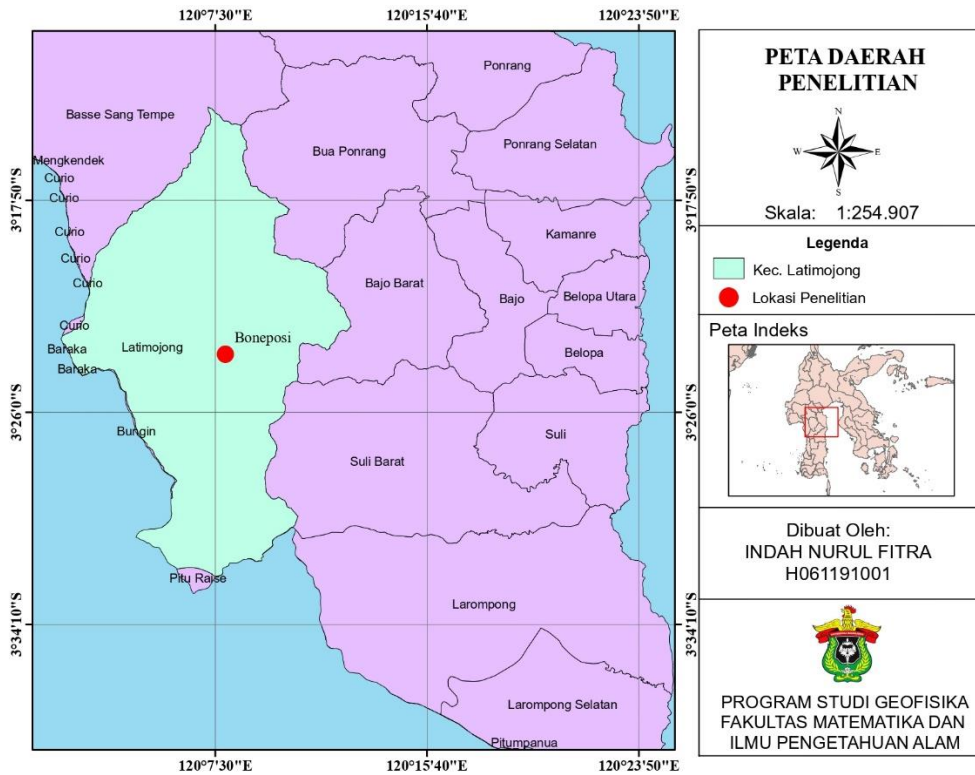 120°7'30"E
120°15'40"E
120°23'50"E
3°17'50"S
3°26'0"S
3°34'10"S
Ponrang
Basse Sang Tempe
Bua Ponrang
Ponrang Selatan
Mengkendek
Curio
Curio
Curio
Kamanre
Curio
Bajo Barat
Curio
Bajo
Belopa Utara
Curio
Boneposi
Baraka
Latimojong
Belopa
Baraka
Bungin
Suli
Suli Barat
Pitu Raise
Larompong
Larompong Selatan
Pitumpanua
3°17'50"S
3°26'0"S
3°34'10"S
120°7'30"E
120°15'40"E
120°23'50"E
PETA DAERAH
PENELITIAN
N
W E
S
Skala: 1:254.907
Legenda
Kec. Latimojong
Lokasi Penelitian
Peta Indeks
Dibuat Oleh:
INDAH NURUL FITRA
H061191001
PROGRAM STUDI GEOFISIKA
FAKULTAS MATEMATIKA DAN
ILMU PENGETAHUAN ALAM